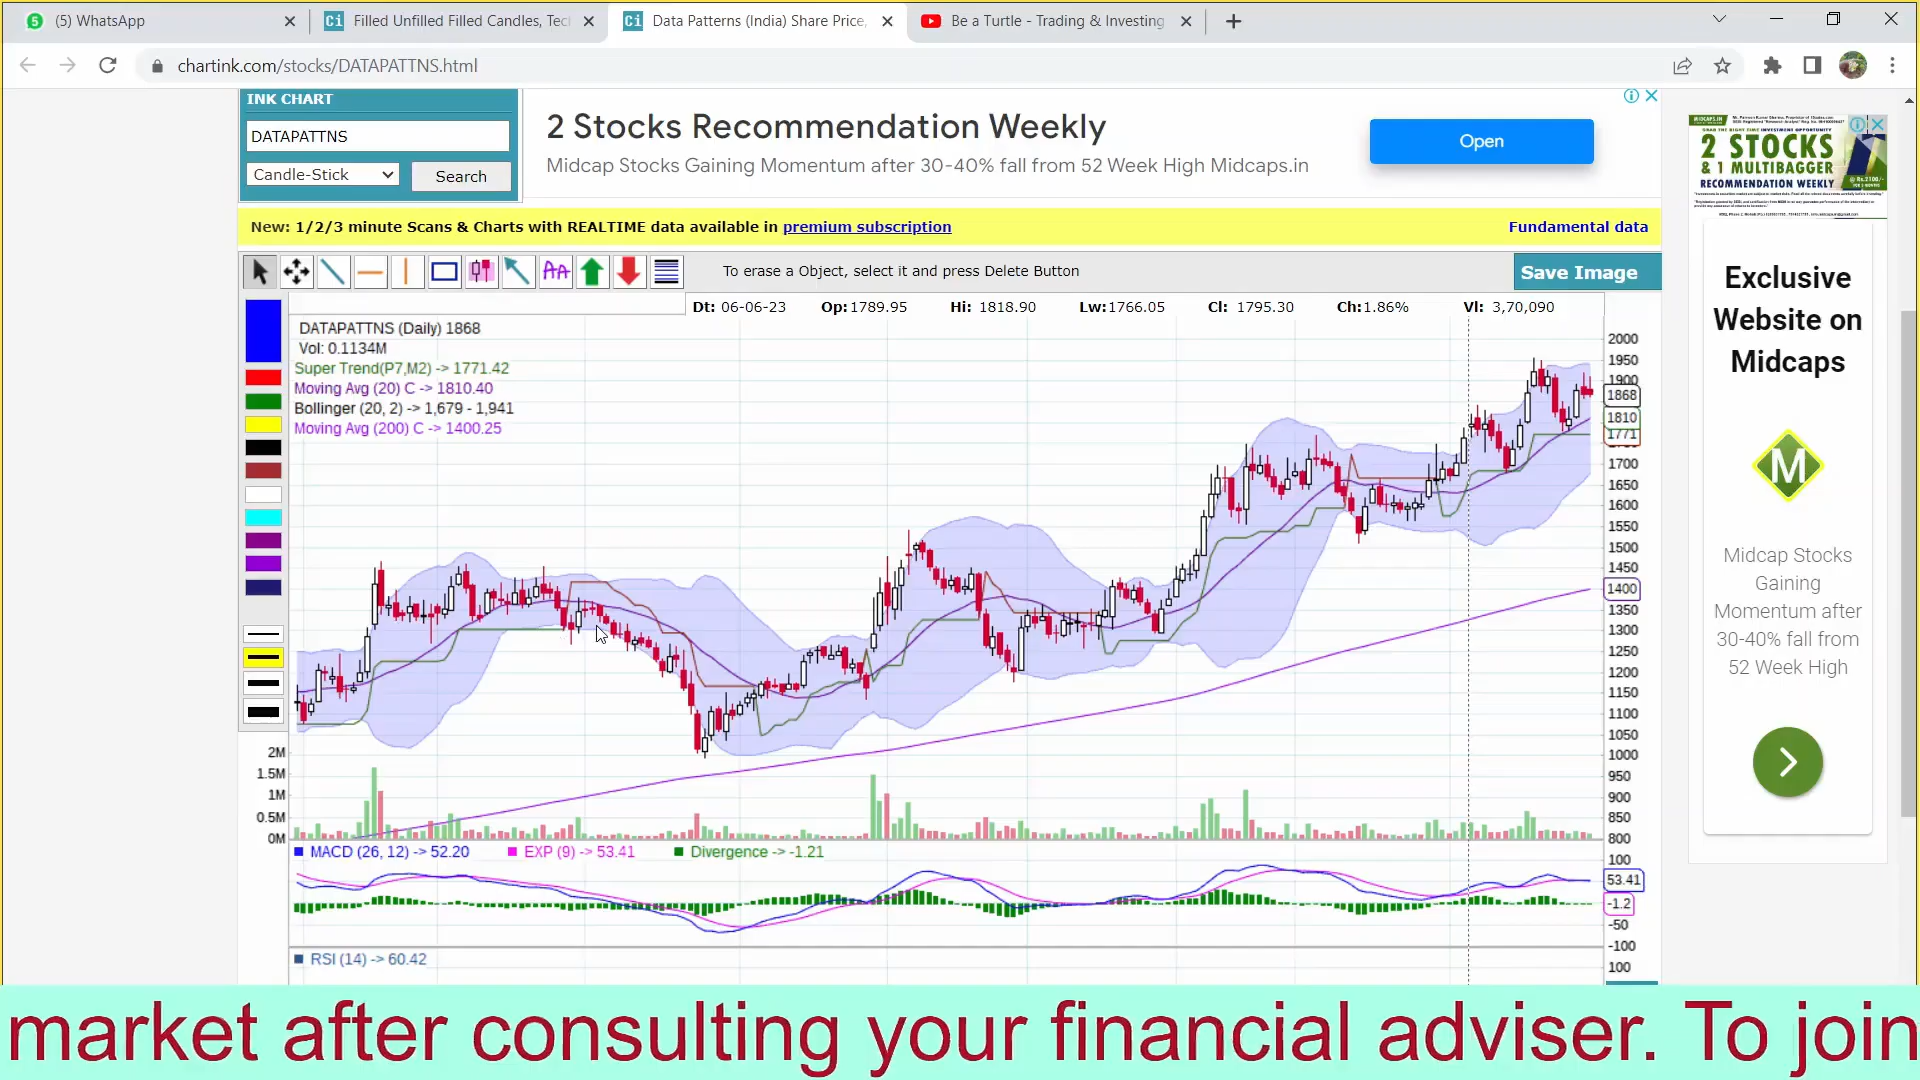 (5) WhatsApp
Filled Unfilled Filled Candles, Tec
Data Patterns (India) Share Price,
Be a Turtle - Trading & Investing
chartink.com/stocks/DATAPATTNS.html
INK CHART
DATAPATTNS
Candle-Stick
Search
2 Stocks Recommendation Weekly
Midcap Stocks Gaining Momentum after 30-40% fall from 52 Week High Midcaps.in
Open
New: 1/2/3 minute Scans & Charts with REALTIME data available in premium subscription
Fundamental data
To erase a Object, select it and press Delete Button
Save Image
Dt: 06-06-23 Op:1789.95 Hi: 1818.90 Lw:1766.05 Cl: 1795.30 Ch:1.86% Vl: 3,70,090
DATAPATTNS (Daily) 1868
Vol: 0.1134M
Super Trend(P7,M2) -> 1771.42
Moving Avg (20) C -> 1810.40
Bollinger (20, 2) -> 1,679 - 1,941
Moving Avg (200) C -> 1400.25
2000
1950
1900
1868
1810
1771
1700
1650
1600
1550
1500
1450
1400
1350
1300
1250
1200
1150
1100
1050
1000
950
900
850
800
2M
1.5M
1M
0.5M
0M
MACD (26, 12) -> 52.20 EXP (9) -> 53.41 Divergence -> -1.21
100
53.41
-1.2
-50
-100
RSI (14) -> 60.42
100
2 STOCKS
& 1 MULTIBAGGER
RECOMMENDATION WEEKLY
Exclusive
Website on
Midcaps
M
Midcap Stocks
Gaining
Momentum after
30-40% fall from
52 Week High
market after consulting your financial adviser. To join